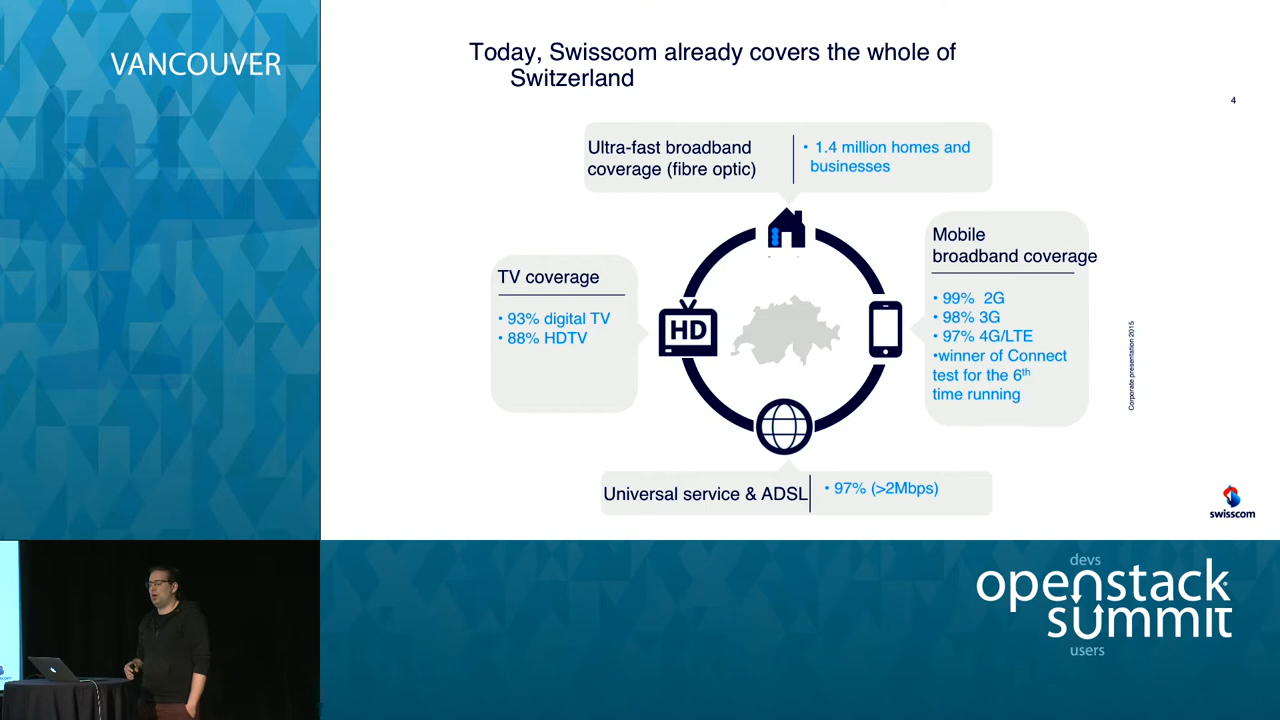 VANCOUVER
Today, Swisscom already covers the whole of
Switzerland
4
Ultra-fast broadband
coverage (fibre optic)
• 1.4 million homes and
businesses
Mobile
broadband coverage
• 99% 2G
• 98% 3G
• 97% 4G/LTE
•winner of Connect
test for the 6th
time running
TV coverage
• 93% digital TV
• 88% HDTV
HD
Universal service & ADSL
• 97% (>2Mbps)
Corporate presentation 2015
swisscom
devs
openstack
summit
users